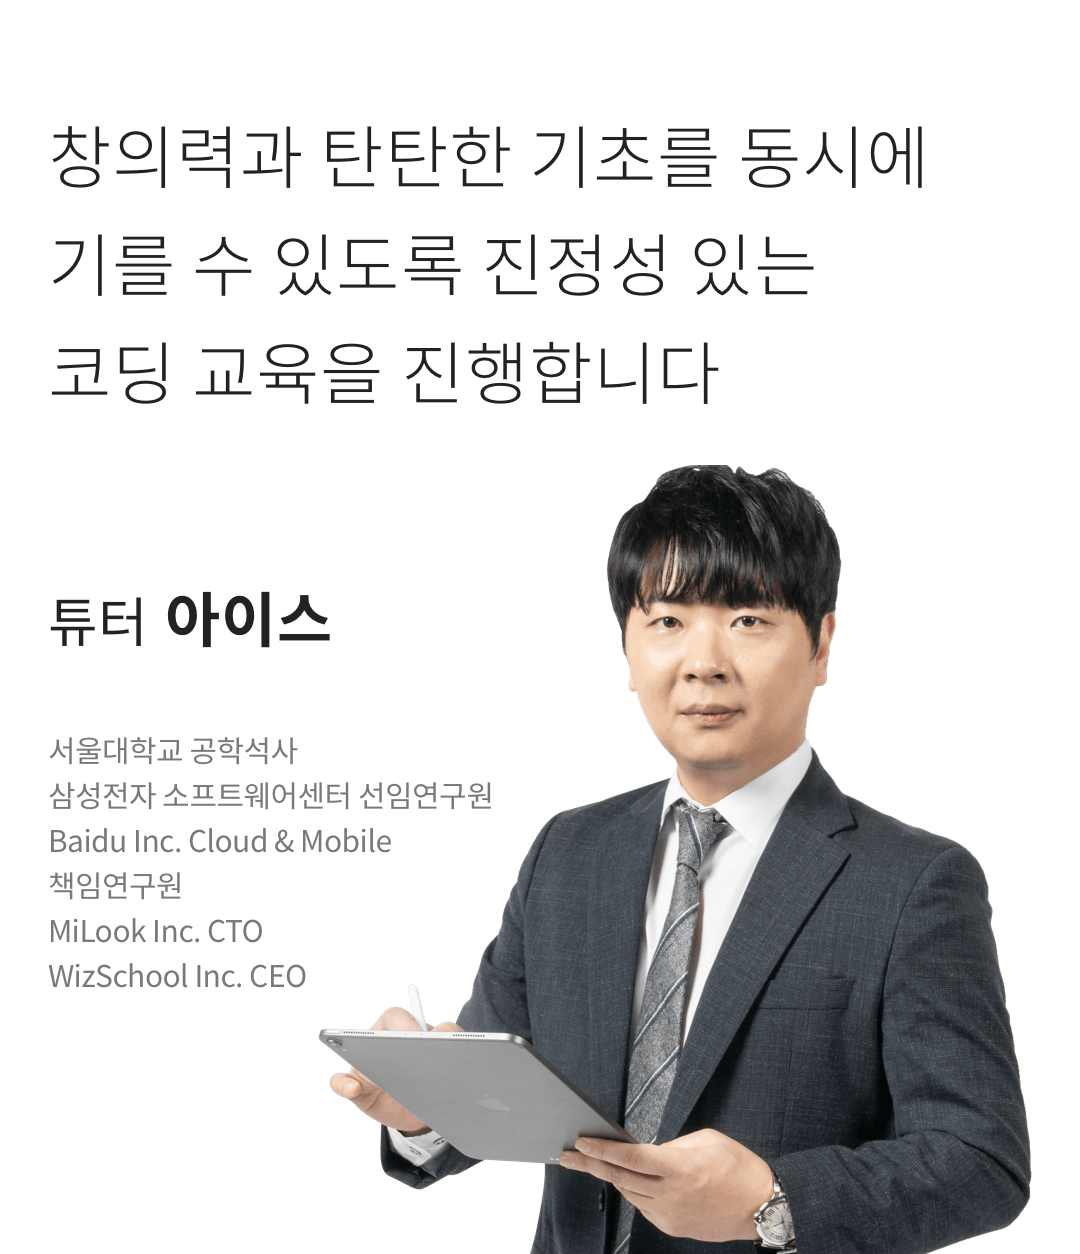 창의력과 탄탄한 기초를 동시에
기를 수 있도록 진정성 있는
코딩 교육을 진행합니다
튜터 아이스
서울대학교 공학석사
삼성전자 소프트웨어센터 선임연구원
Baidu Inc. Cloud & Mobile
책임연구원
MiLook Inc. CTO
WizSchool Inc. CEO